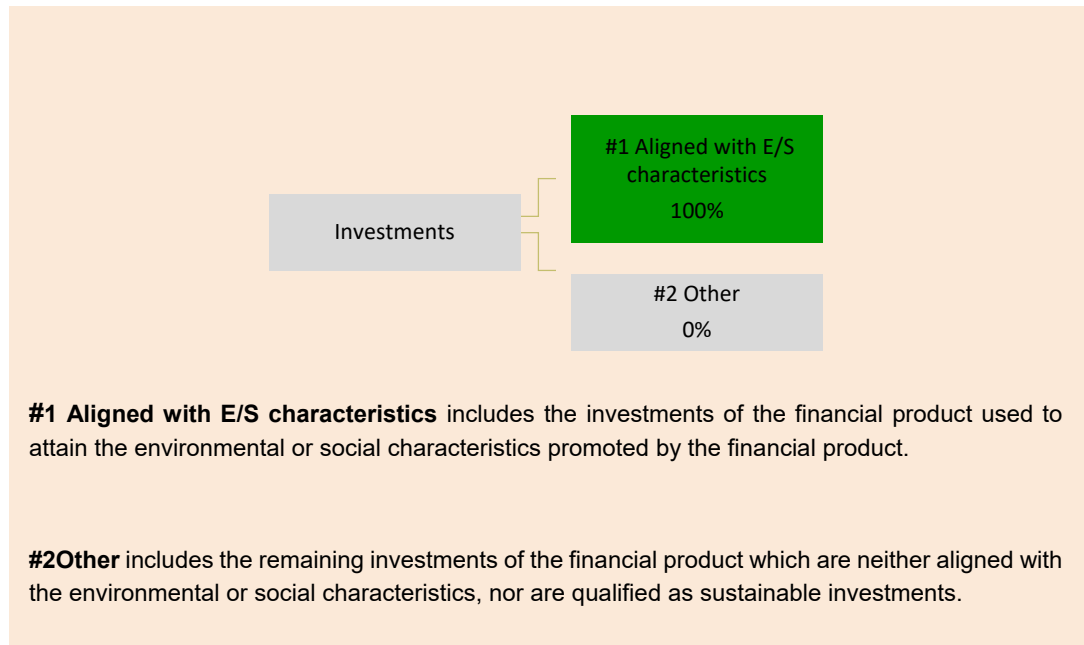 #1 Aligned with E/S
characteristics
100%
Investments
#2 Other
0%
#1 Aligned with E/S characteristics includes the investments of the financial product used to
attain the environmental or social characteristics promoted by the financial product.
#2Other includes the remaining investments of the financial product which are neither aligned with
the environmental or social characteristics, nor are qualified as sustainable investments.